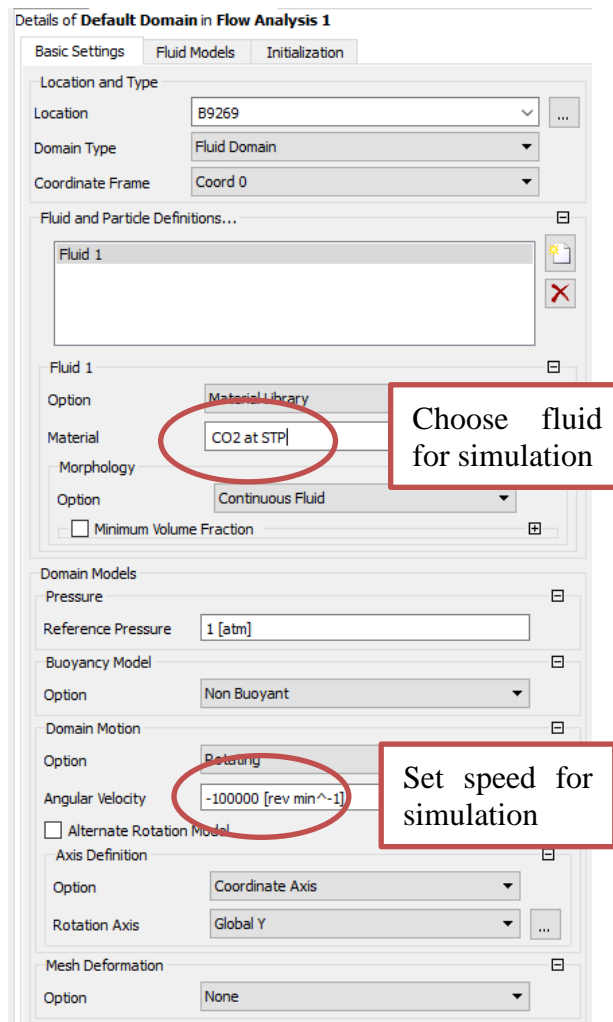 Details of Default Domain in Flow Analysis 1
Basic Settings Fluid Models Initialization
Location and Type
Location B9269 ...
Domain Type Fluid Domain
Coordinate Frame Coord 0
Fluid and Particle Definitions...
Fluid 1
Fluid 1
Option Material Library
Material CO2 at STP
Choose fluid
for simulation
Morphology
Option Continuous Fluid
Minimum Volume Fraction
Domain Models
Pressure
Reference Pressure 1 [atm]
Buoyancy Model
Option Non Buoyant
Domain Motion
Option Rotating
Angular Velocity -100000 [rev min^-1]
Set speed for
simulation
Alternate Rotation Model
Axis Definition
Option Coordinate Axis
Rotation Axis Global Y ...
Mesh Deformation
Option None